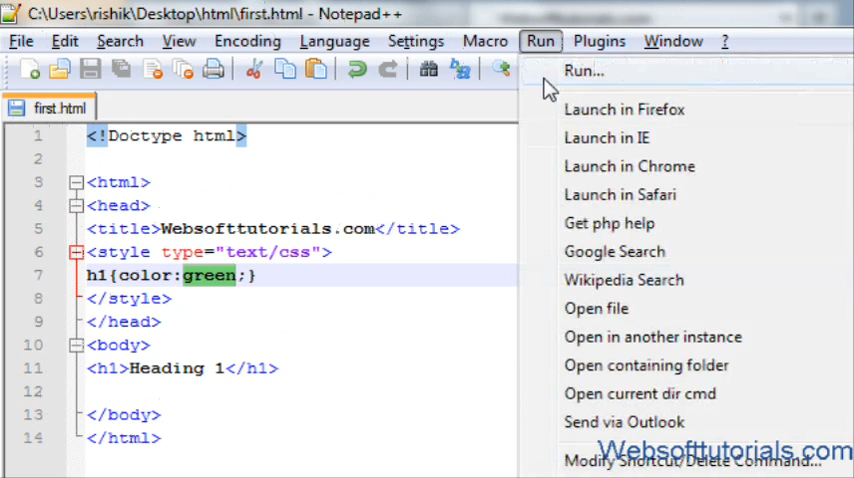 C:\Users\rishik\Desktop\html\first.html - Notepad++
File Edit Search View Encoding Language Settings Macro Run Plugins Window ?
first.html
1 <!Doctype html>
2
3 <html>
4 <head>
5 <title>Websofttutorials.com</title>
6 <style type="text/css">
7 h1{color:green;}
8 </style>
9 </head>
10 <body>
11 <h1>Heading 1</h1>
12
13 </body>
14 </html>
Run...
Launch in Firefox
Launch in IE
Launch in Chrome
Launch in Safari
Get php help
Google Search
Wikipedia Search
Open file
Open in another instance
Open containing folder
Open current dir cmd
Send via Outlook
Websofttutorials.com
Modify Shortcut/Delete Command...